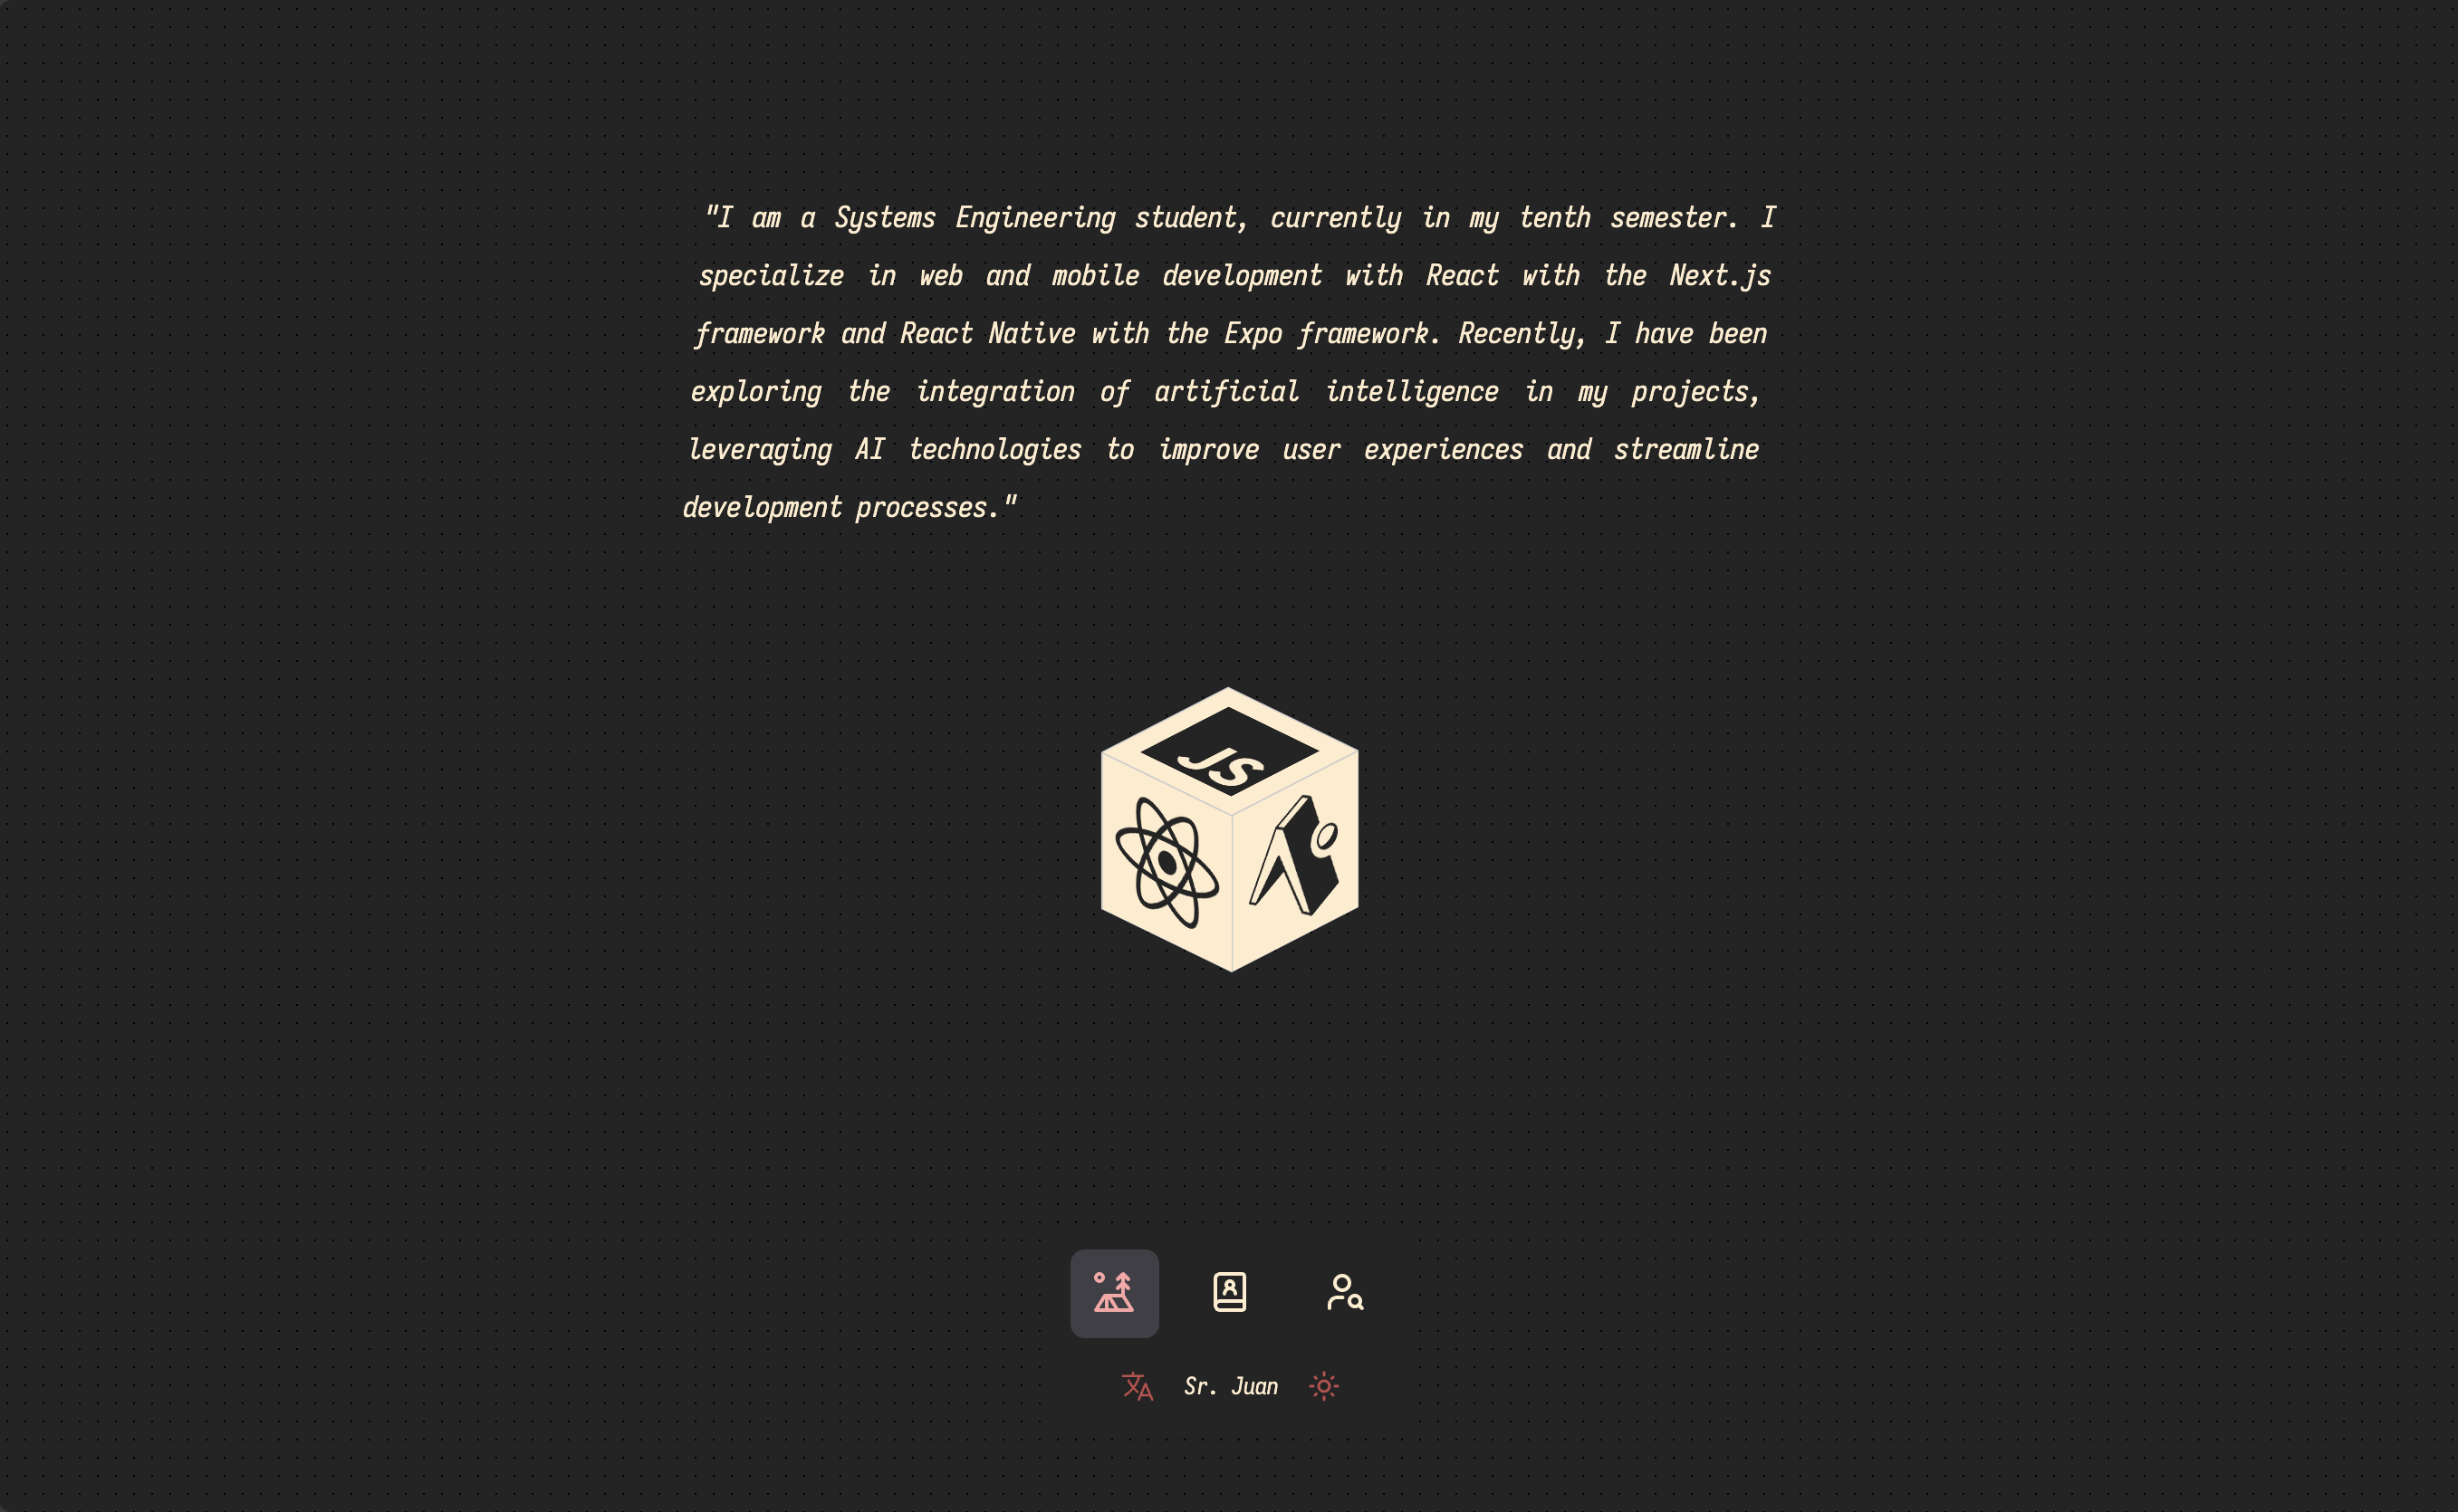 "I am a Systems Engineering student, currently in my tenth semester. I
specialize in web and mobile development with React with the Next.js
framework and React Native with the Expo framework. Recently, I have been
exploring the integration of artificial intelligence in my projects,
leveraging AI technologies to improve user experiences and streamline
development processes."
JS
Sr. Juan